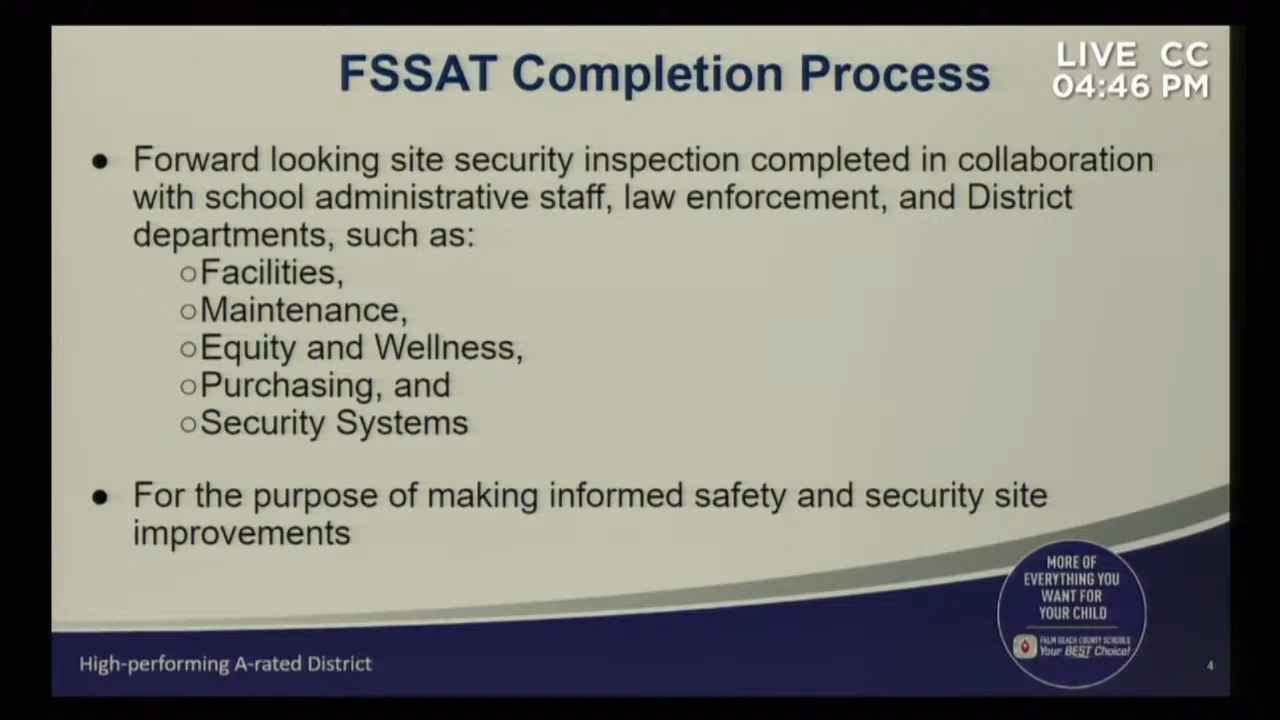 FSSAT Completion Process
LIVE CC
04:46 PM
● Forward looking site security inspection completed in collaboration
with school administrative staff, law enforcement, and District
departments, such as:
○Facilities,
○Maintenance,
○Equity and Wellness,
○Purchasing, and
○Security Systems
● For the purpose of making informed safety and security site
improvements
MORE OF
EVERYTHING YOU
WANT FOR
YOUR CHILD
PALM BEACH COUNTY SCHOOLS
Your BEST Choice!
High-performing A-rated District
4